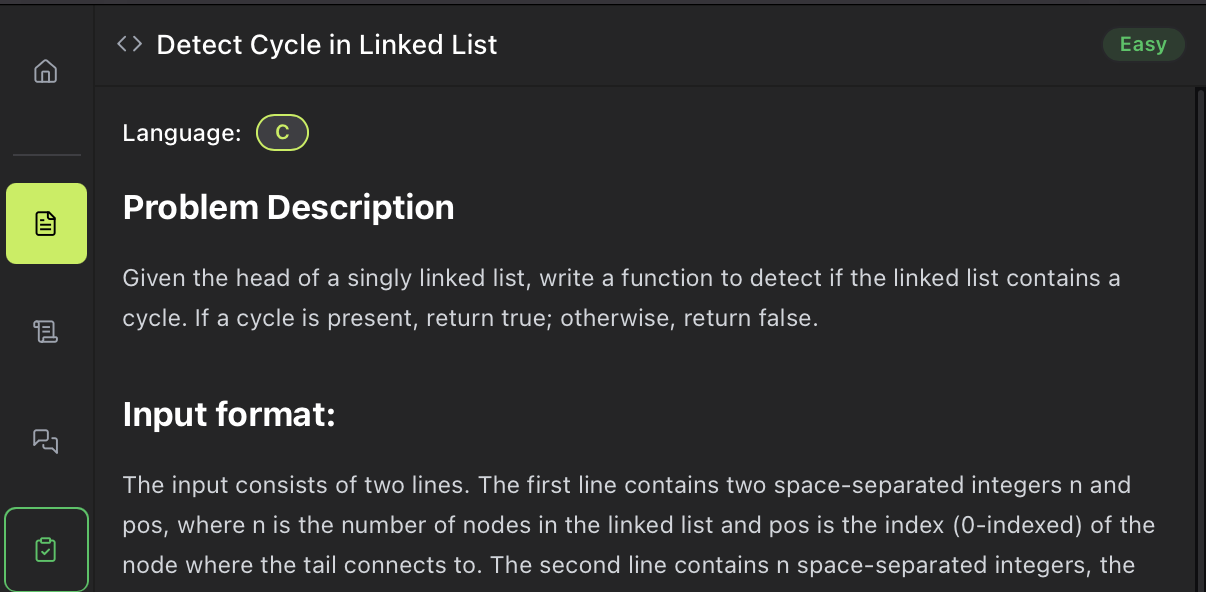 Detect Cycle in Linked List
Easy
Language: C
Problem Description
Given the head of a singly linked list, write a function to detect if the linked list contains a
cycle. If a cycle is present, return true; otherwise, return false.
Input format:
The input consists of two lines. The first line contains two space-separated integers n and
pos, where n is the number of nodes in the linked list and pos is the index (0-indexed) of the
node where the tail connects to. The second line contains n space-separated integers, the